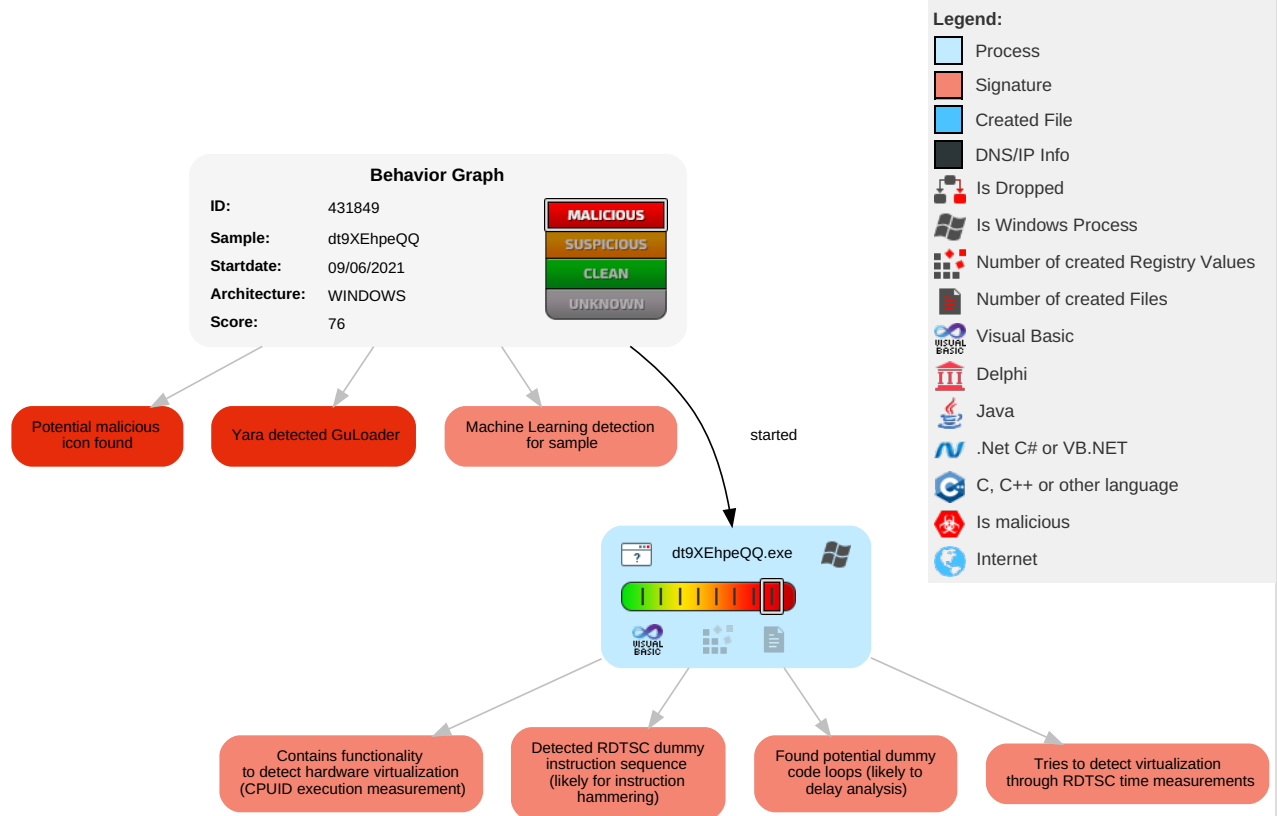 Legend:
Process
Signature
Created File
DNS/IP Info
Is Dropped
Is Windows Process
Number of created Registry Values
Number of created Files
VISUAL
BASIC
Visual Basic
Delphi
Java
.Net C# or VB.NET
C, C++ or other language
Is malicious
Internet
Behavior Graph
ID: 431849
Sample: dt9XEhpeQQ
Startdate: 09/06/2021
Architecture: WINDOWS
Score: 76
MALICIOUS
SUSPICIOUS
CLEAN
UNKNOWN
Potential malicious
icon found
Yara detected GuLoader
Machine Learning detection
for sample
started
?
dt9XEhpeQQ.exe
VISUAL
BASIC
Contains functionality
to detect hardware virtualization
(CPUID execution measurement)
Detected RDTSC dummy
instruction sequence
(likely for instruction
hammering)
Found potential dummy
code loops (likely to
delay analysis)
Tries to detect virtualization
through RDTSC time measurements